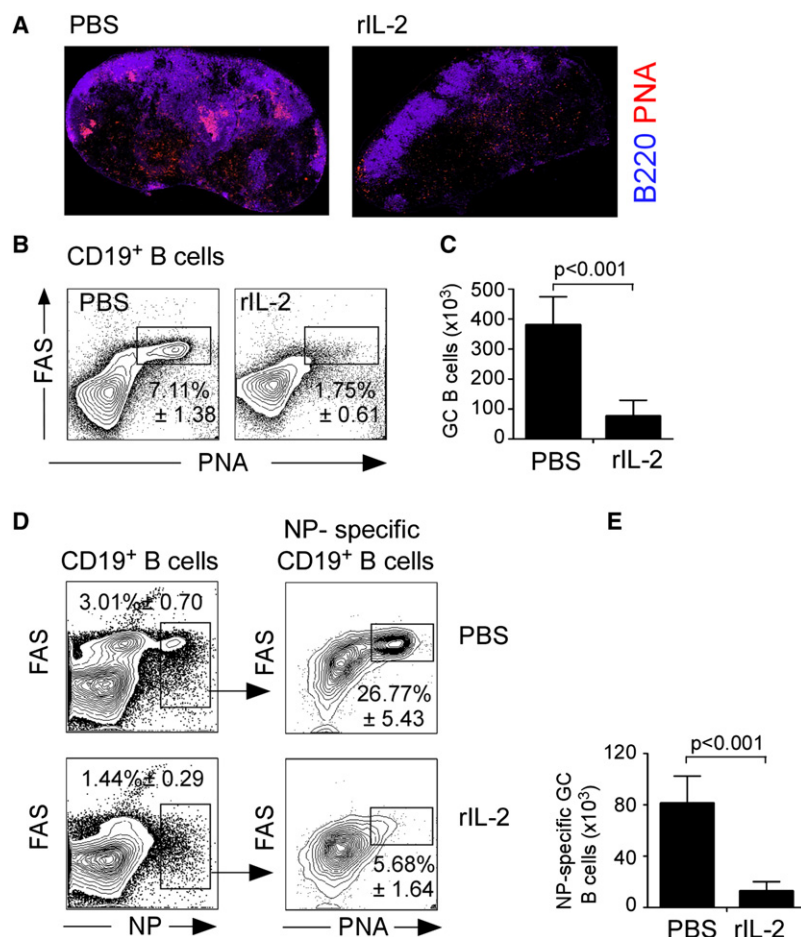 A
PBS
rIL-2
B220 PNA
B
CD19+ B cells
PBS
rIL-2
FAS
7.11%
± 1.38
1.75%
± 0.61
PNA
C
p<0.001
GC B cells (x10³)
500
400
300
200
100
0
PBS
rIL-2
D
CD19+ B cells
NP- specific
CD19+ B cells
3.01%± 0.70
FAS
FAS
26.77%
± 5.43
PBS
1.44%± 0.29
FAS
FAS
5.68%
± 1.64
rIL-2
NP
PNA
E
p<0.001
NP-specific GC
B cells (x10³)
120
80
40
0
PBS
rIL-2